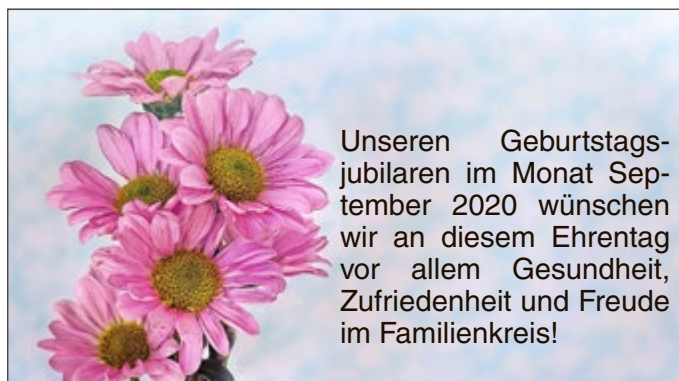 Unseren Geburtstags-
jubilaren im Monat Sep-
tember 2020 wünschen
wir an diesem Ehrentag
vor allem Gesundheit,
Zufriedenheit und Freude
im Familienkreis!